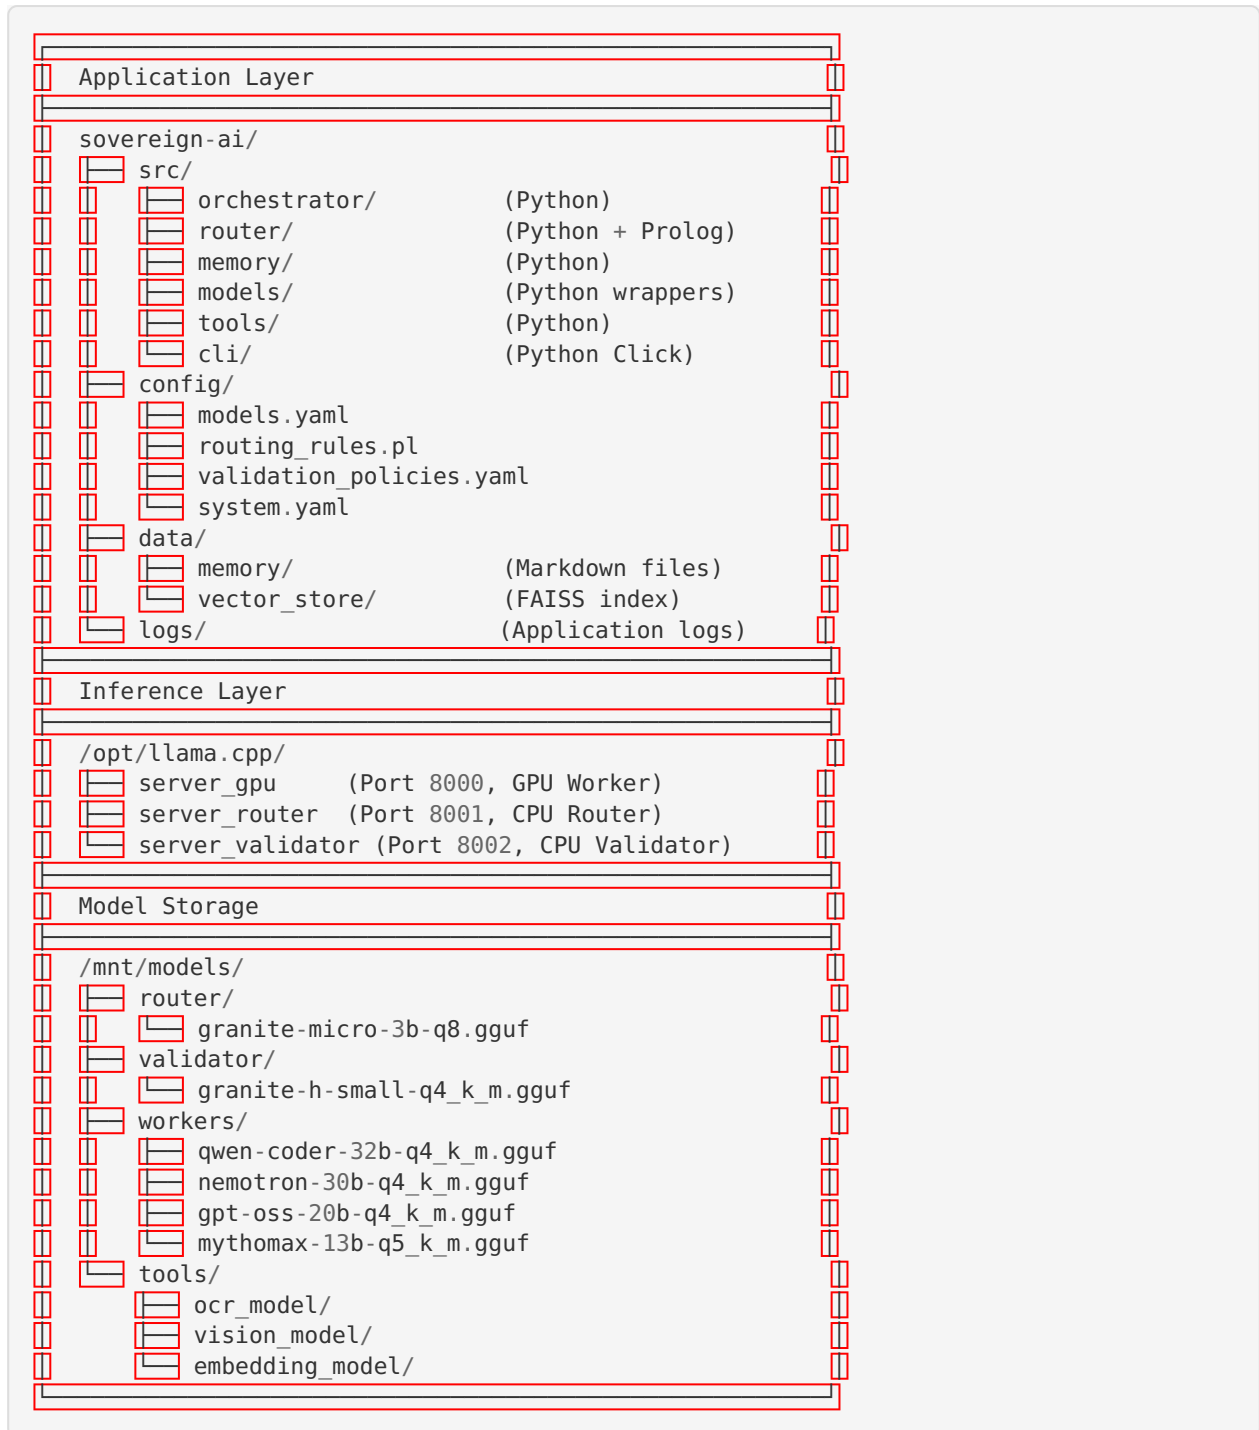 ┌─────────────────────────────────────────────────────────┐
│  Application Layer                                      │
├─────────────────────────────────────────────────────────┤
│  sovereign-ai/                                          │
│  ├── src/                                               │
│  │   ├── orchestrator/         (Python)               │
│  │   ├── router/               (Python + Prolog)      │
│  │   ├── memory/               (Python)               │
│  │   ├── models/               (Python wrappers)      │
│  │   ├── tools/                (Python)               │
│  │   └── cli/                  (Python Click)         │
│  ├── config/                                            │
│  │   ├── models.yaml                                  │
│  │   ├── routing_rules.pl                             │
│  │   ├── validation_policies.yaml                     │
│  │   └── system.yaml                                  │
│  ├── data/                                              │
│  │   ├── memory/               (Markdown files)       │
│  │   └── vector_store/         (FAISS index)          │
│  └── logs/                     (Application logs)     │
├─────────────────────────────────────────────────────────┤
│  Inference Layer                                        │
├─────────────────────────────────────────────────────────┤
│  /opt/llama.cpp/                                        │
│  ├── server_gpu     (Port 8000, GPU Worker)           │
│  ├── server_router  (Port 8001, CPU Router)           │
│  └── server_validator (Port 8002, CPU Validator)      │
├─────────────────────────────────────────────────────────┤
│  Model Storage                                          │
├─────────────────────────────────────────────────────────┤
│  /mnt/models/                                           │
│  ├── router/                                            │
│  │   └── granite-micro-3b-q8.gguf                     │
│  ├── validator/                                         │
│  │   └── granite-h-small-q4_k_m.gguf                  │
│  ├── workers/                                           │
│  │   ├── qwen-coder-32b-q4_k_m.gguf                   │
│  │   ├── nemotron-30b-q4_k_m.gguf                     │
│  │   ├── gpt-oss-20b-q4_k_m.gguf                      │
│  │   └── mythomax-13b-q5_k_m.gguf                     │
│  └── tools/                                             │
│      ├── ocr_model/                                     │
│      ├── vision_model/                                  │
│      └── embedding_model/                               │
└─────────────────────────────────────────────────────────┘